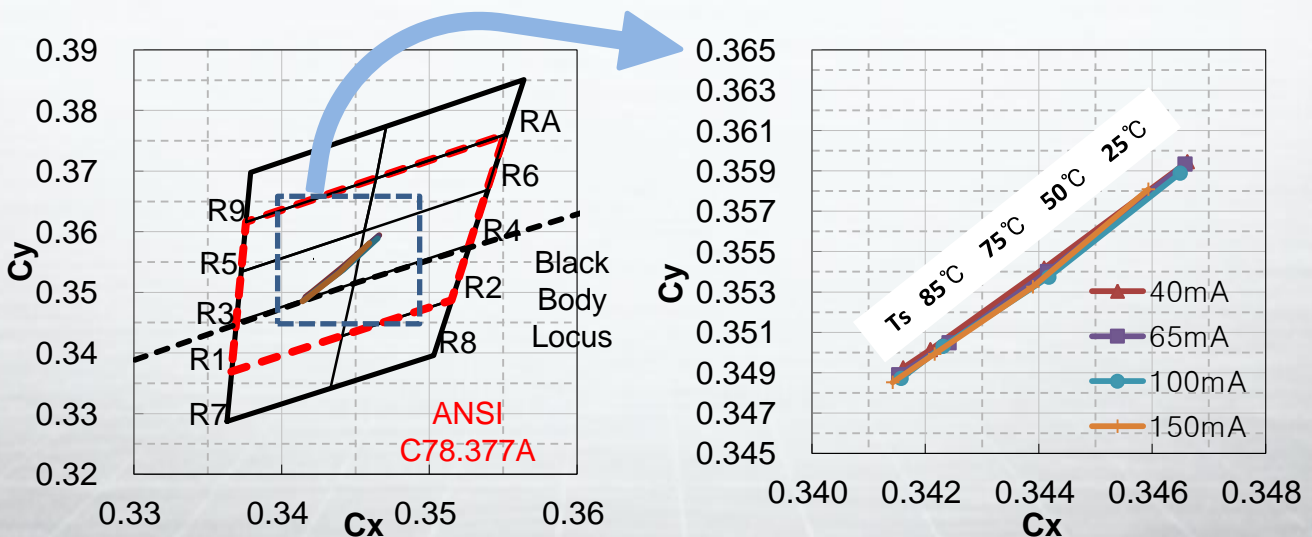 0.39
0.38
0.37
0.36
0.35
0.34
0.33
0.32
Cy
0.33
0.34
0.35
0.36
Cx
RA
R9
R6
R5
R4
R3
R2
R1
R8
R7
Black
Body
Locus
ANSI
C78.377A
0.365
0.363
0.361
0.359
0.357
0.355
0.353
0.351
0.349
0.347
0.345
Cy
0.340
0.342
0.344
0.346
0.348
Cx
Ts 85℃ 75℃ 50℃ 25℃
40mA
65mA
100mA
150mA